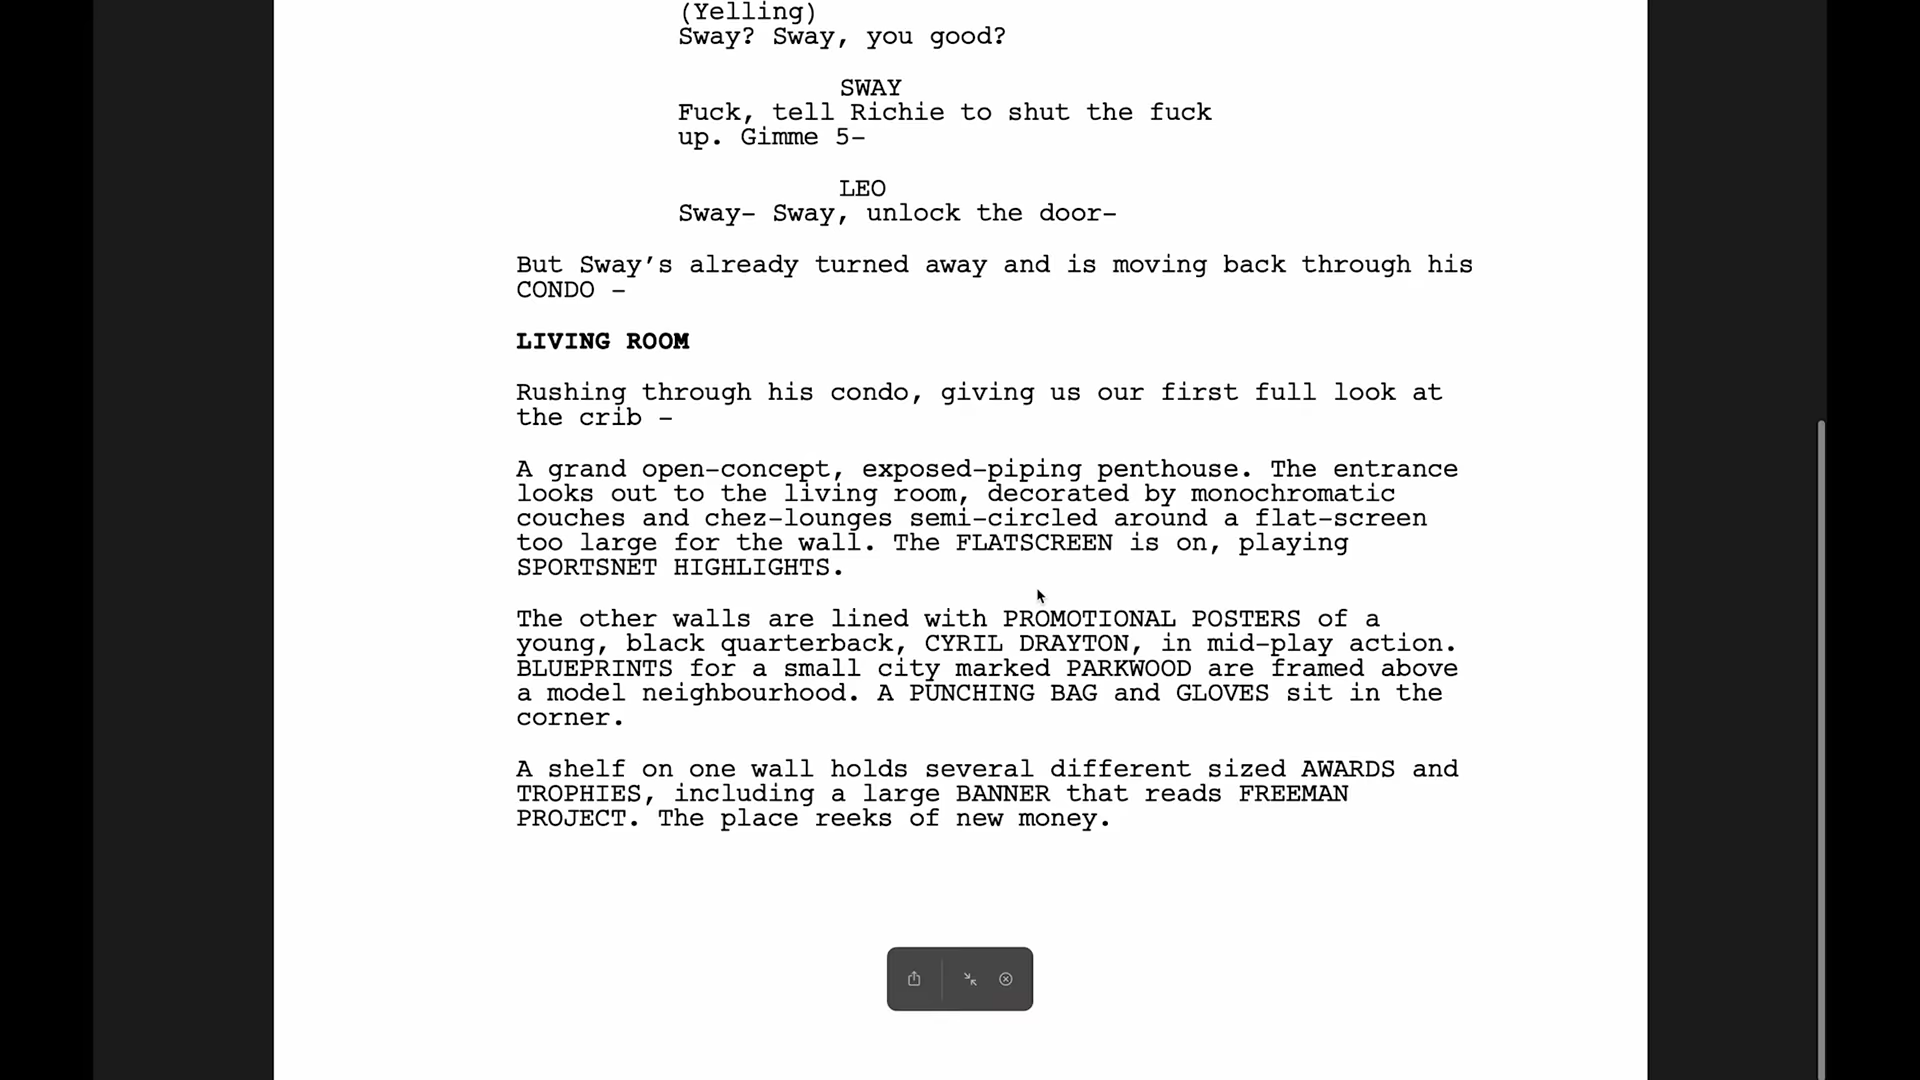 (Yelling)
Sway? Sway, you good?
SWAY
Fuck, tell Richie to shut the fuck
up. Gimme 5–
LEO
Sway– Sway, unlock the door–
But Sway’s already turned away and is moving back through his
CONDO –
LIVING ROOM
Rushing through his condo, giving us our first full look at
the crib –
A grand open-concept, exposed-piping penthouse. The entrance
looks out to the living room, decorated by monochromatic
couches and chez-lounges semi-circled around a flat-screen
too large for the wall. The FLATSCREEN is on, playing
SPORTSNET HIGHLIGHTS.
The other walls are lined with PROMOTIONAL POSTERS of a
young, black quarterback, CYRIL DRAYTON, in mid-play action.
BLUEPRINTS for a small city marked PARKWOOD are framed above
a model neighbourhood. A PUNCHING BAG and GLOVES sit in the
corner.
A shelf on one wall holds several different sized AWARDS and
TROPHIES, including a large BANNER that reads FREEMAN
PROJECT. The place reeks of new money.